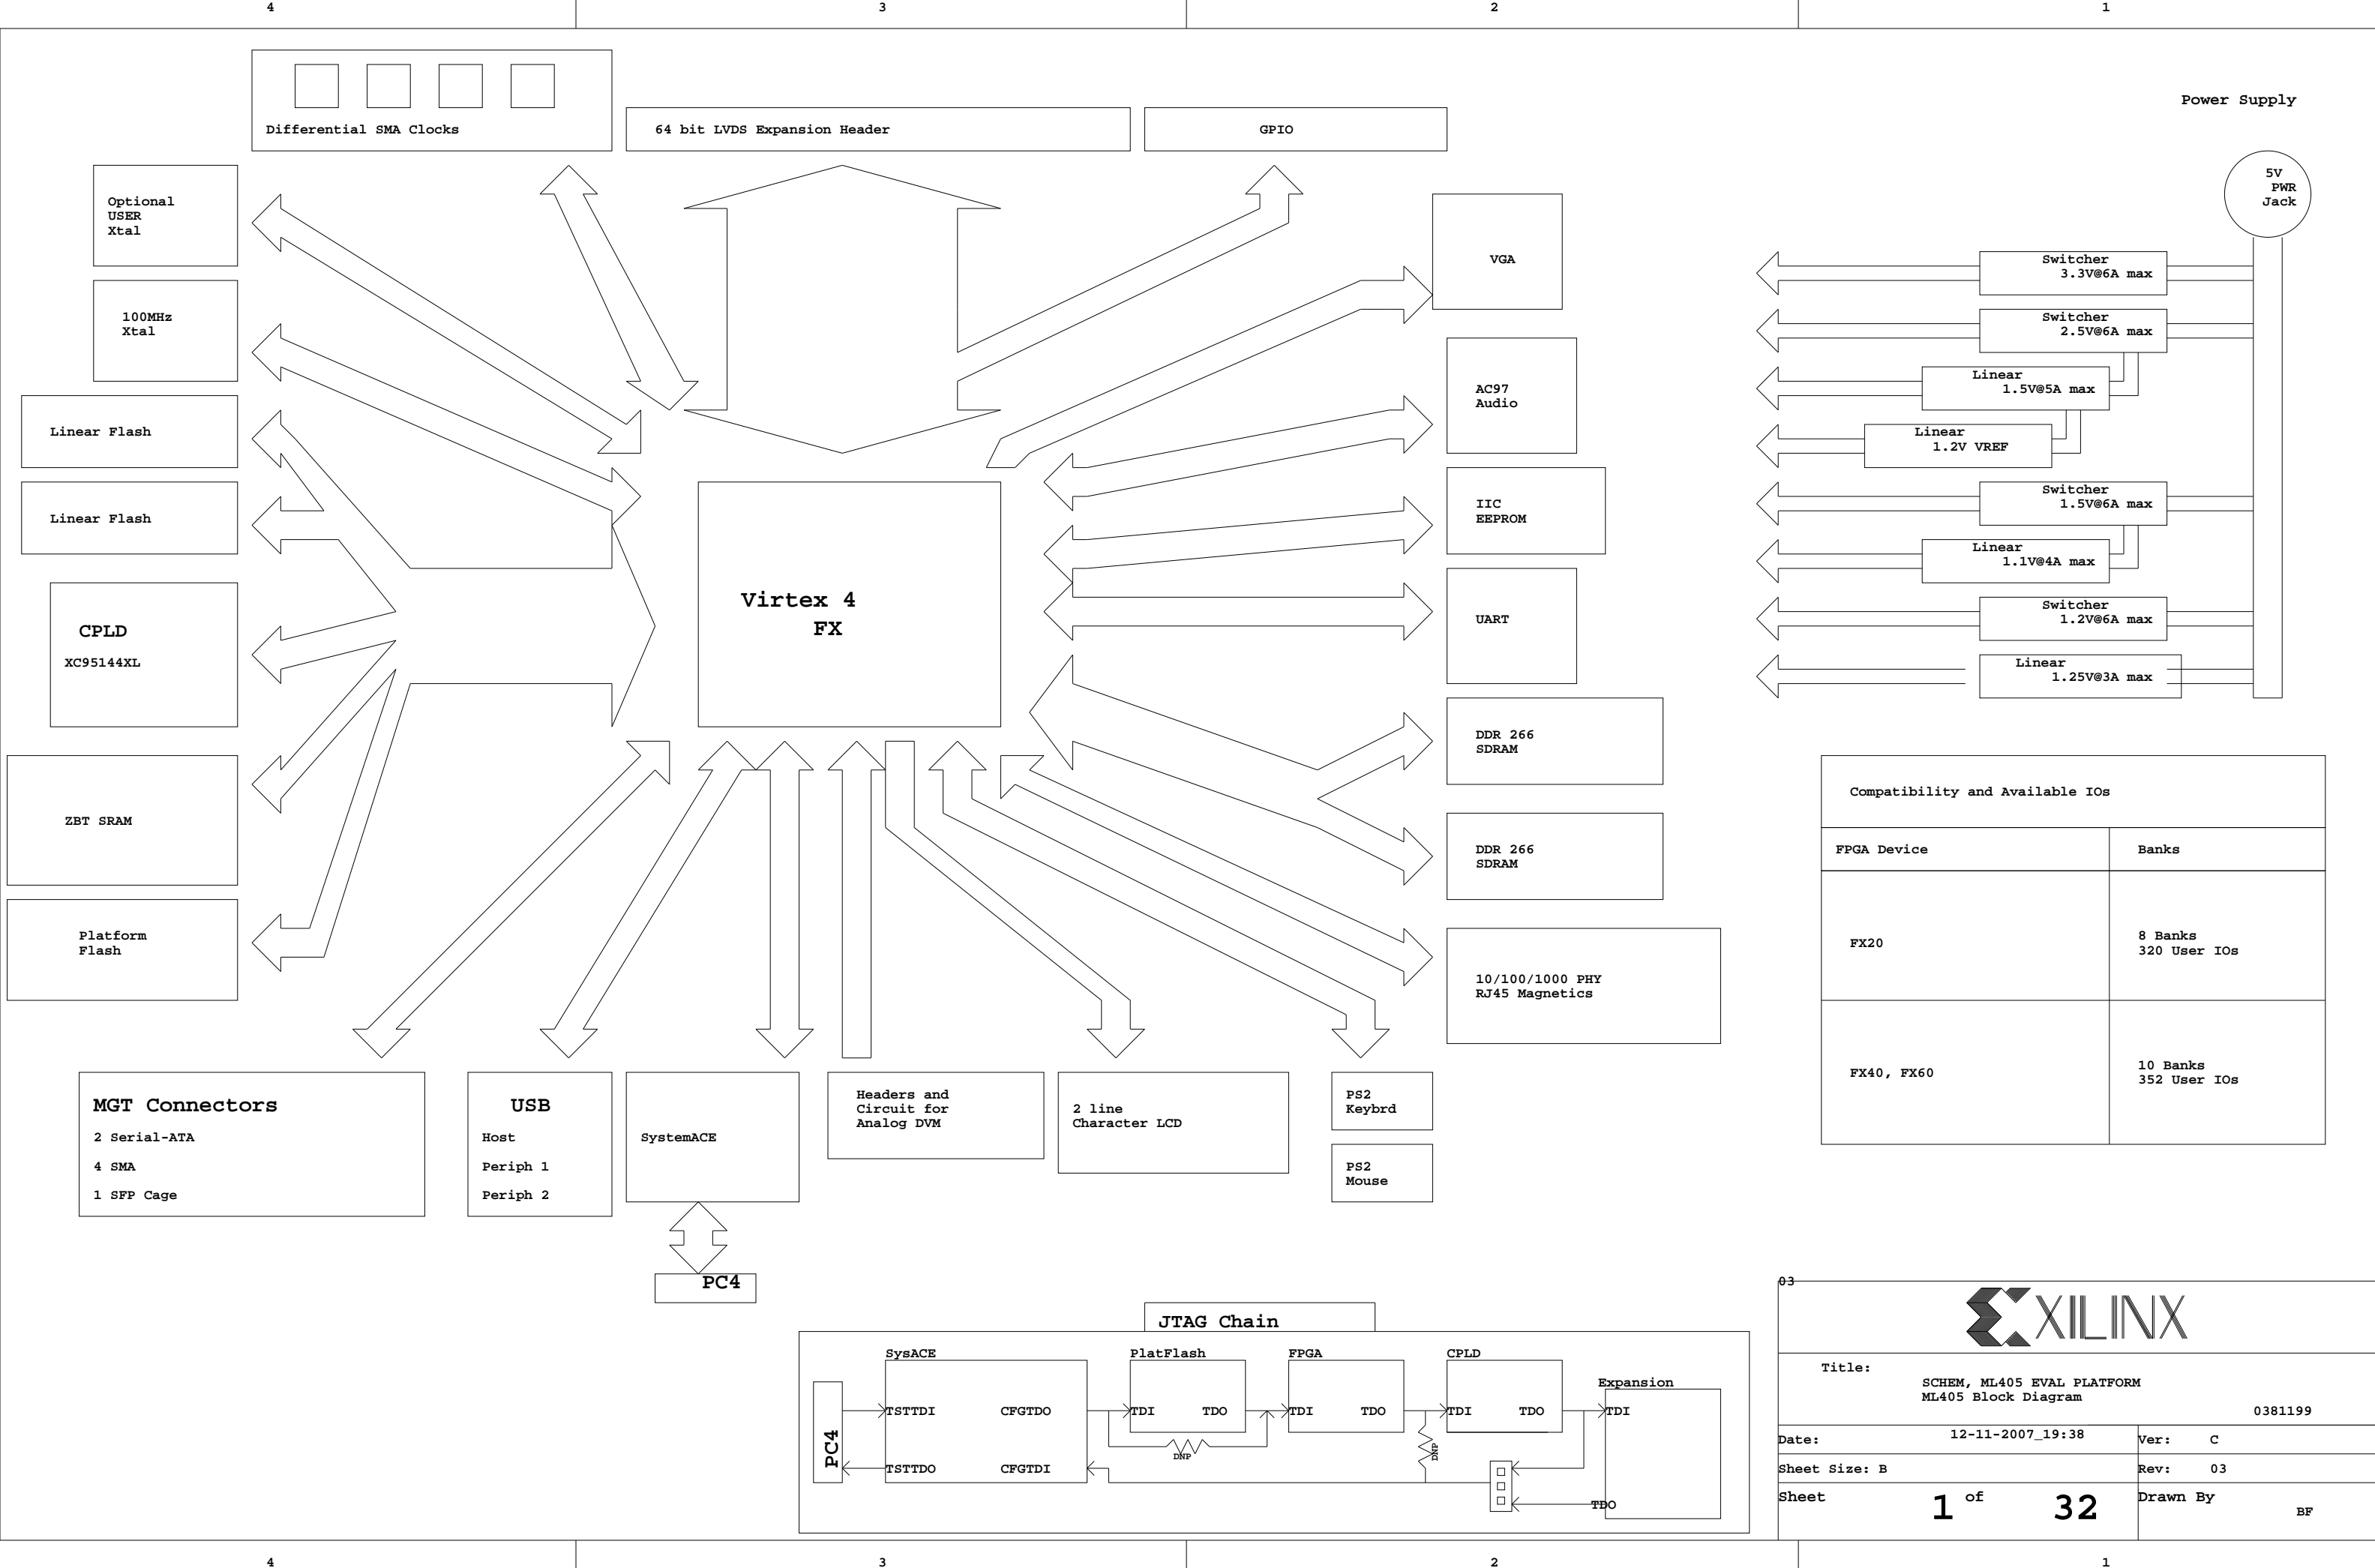 4 3 2 1
Differential SMA Clocks
64 bit LVDS Expansion Header
GPIO
Power Supply
5V
PWR
Jack
Optional
USER
Xtal
100MHz
Xtal
Linear Flash
Linear Flash
CPLD
XC95144XL
ZBT SRAM
Platform
Flash
Virtex 4
FX
VGA
AC97
Audio
IIC
EEPROM
UART
DDR 266
SDRAM
DDR 266
SDRAM
10/100/1000 PHY
RJ45 Magnetics
Switcher
3.3V@6A max
Switcher
2.5V@6A max
Linear
1.5V@5A max
Linear
1.2V VREF
Switcher
1.5V@6A max
Linear
1.1V@4A max
Switcher
1.2V@6A max
Linear
1.25V@3A max
Compatibility and Available IOs
FPGA Device Banks
FX20
8 Banks
320 User IOs
FX40, FX60
10 Banks
352 User IOs
MGT Connectors
2 Serial-ATA
4 SMA
1 SFP Cage
USB
Host
Periph 1
Periph 2
SystemACE
Headers and
Circuit for
Analog DVM
2 line
Character LCD
PS2
Keybrd
PS2
Mouse
PC4
JTAG Chain
SysACE
PlatFlash
FPGA
CPLD
Expansion
PC4
TSTTDI CFGTDO
TDI TDO
TDI TDO
TDI TDO
TDI
DNP
DNP
TSTTDO CFGTDI
TDO
03
XILINX
Title:
SCHEM, ML405 EVAL PLATFORM
ML405 Block Diagram
0381199
Date: 12-11-2007_19:38
Ver: C
Sheet Size: B
Rev: 03
Sheet 1 of 32
Drawn By
BF
4 3 2 1